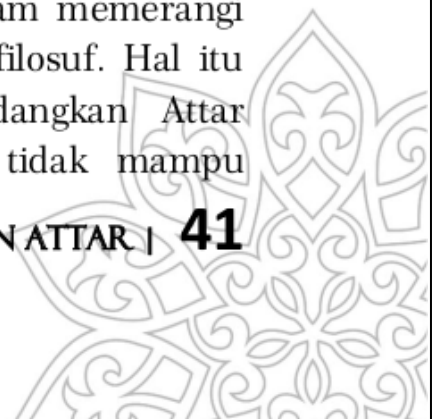 am memerangi
filosuf. Hal itu
dangkan Attar
tidak mampu
N ATTAR | 41